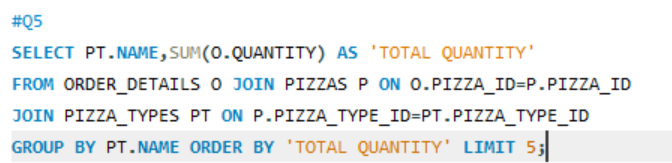 #Q5
SELECT PT.NAME,SUM(O.QUANTITY) AS 'TOTAL QUANTITY'
FROM ORDER_DETAILS O JOIN PIZZAS P ON O.PIZZA_ID=P.PIZZA_ID
JOIN PIZZA_TYPES PT ON P.PIZZA_TYPE_ID=PT.PIZZA_TYPE_ID
GROUP BY PT.NAME ORDER BY 'TOTAL QUANTITY' LIMIT 5;